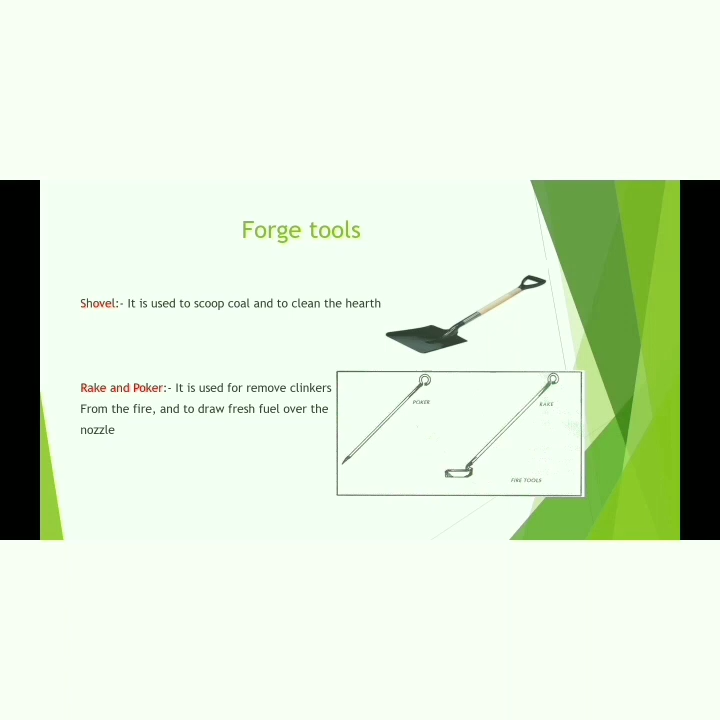 Forge tools
Shovel:- It is used to scoop coal and to clean the hearth
Rake and Poker:- It is used for remove clinkers
From the fire, and to draw fresh fuel over the
nozzle
POKER
RAKE
FIRE TOOLS